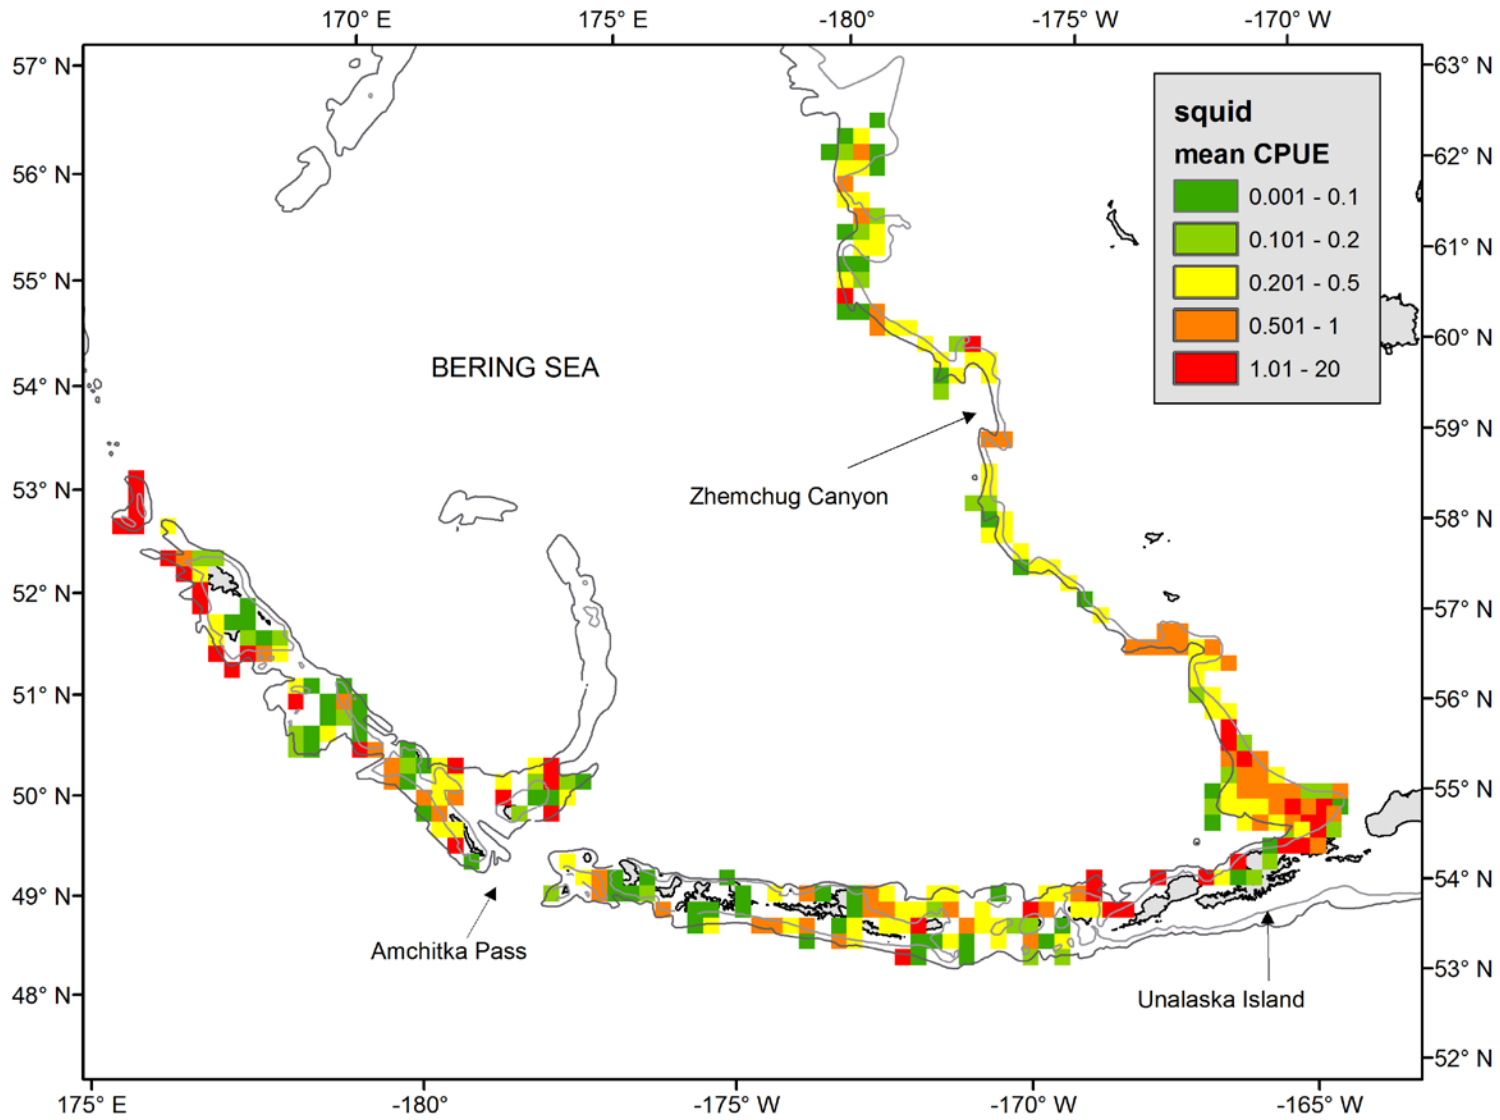 170° E 175° E -180° -175° W -170° W
57° N 63° N
squid
mean CPUE
0.001 - 0.1
0.101 - 0.2
0.201 - 0.5
0.501 - 1
1.01 - 20
56° N 62° N
55° N 61° N
BERING SEA
54° N 60° N
59° N
Zhemchug Canyon
53° N 58° N
52° N 57° N
51° N 56° N
50° N 55° N
49° N 54° N
Amchitka Pass
48° N 53° N
Unalaska Island
52° N
175° E -180° -175° W -170° W -165° W